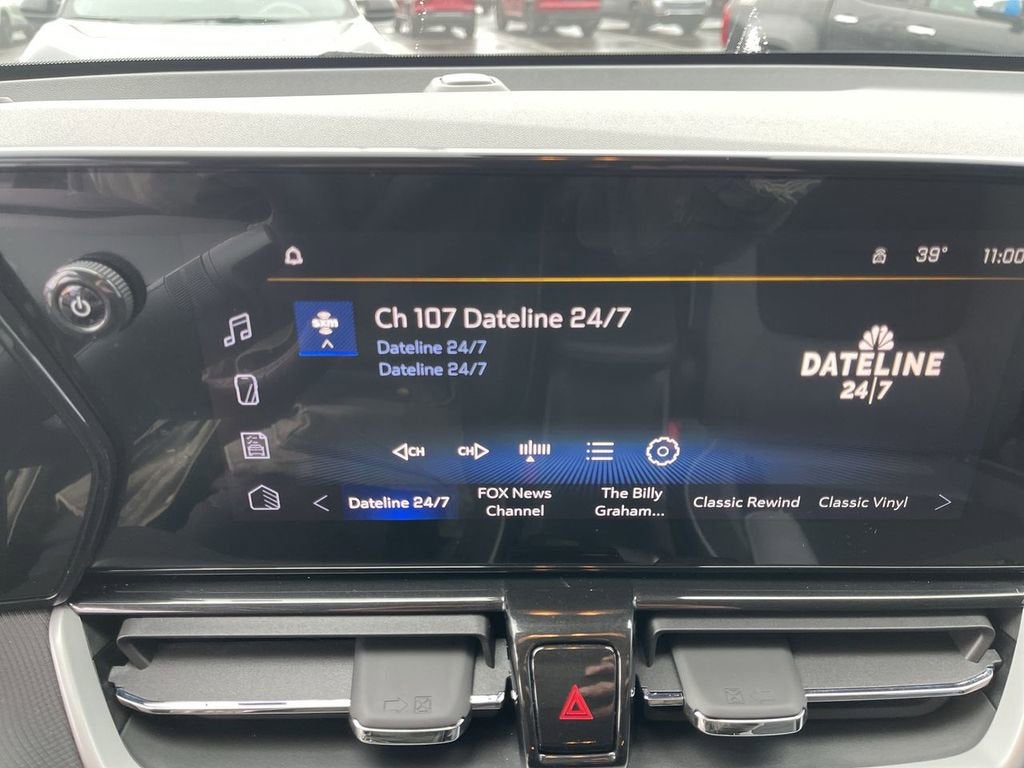 39°
11:00
sxm
Ch 107 Dateline 24/7
Dateline 24/7
Dateline 24/7
DATELINE
24|7
CH
CH
Dateline 24/7
FOX News
Channel
The Billy
Graham...
Classic Rewind
Classic Vinyl